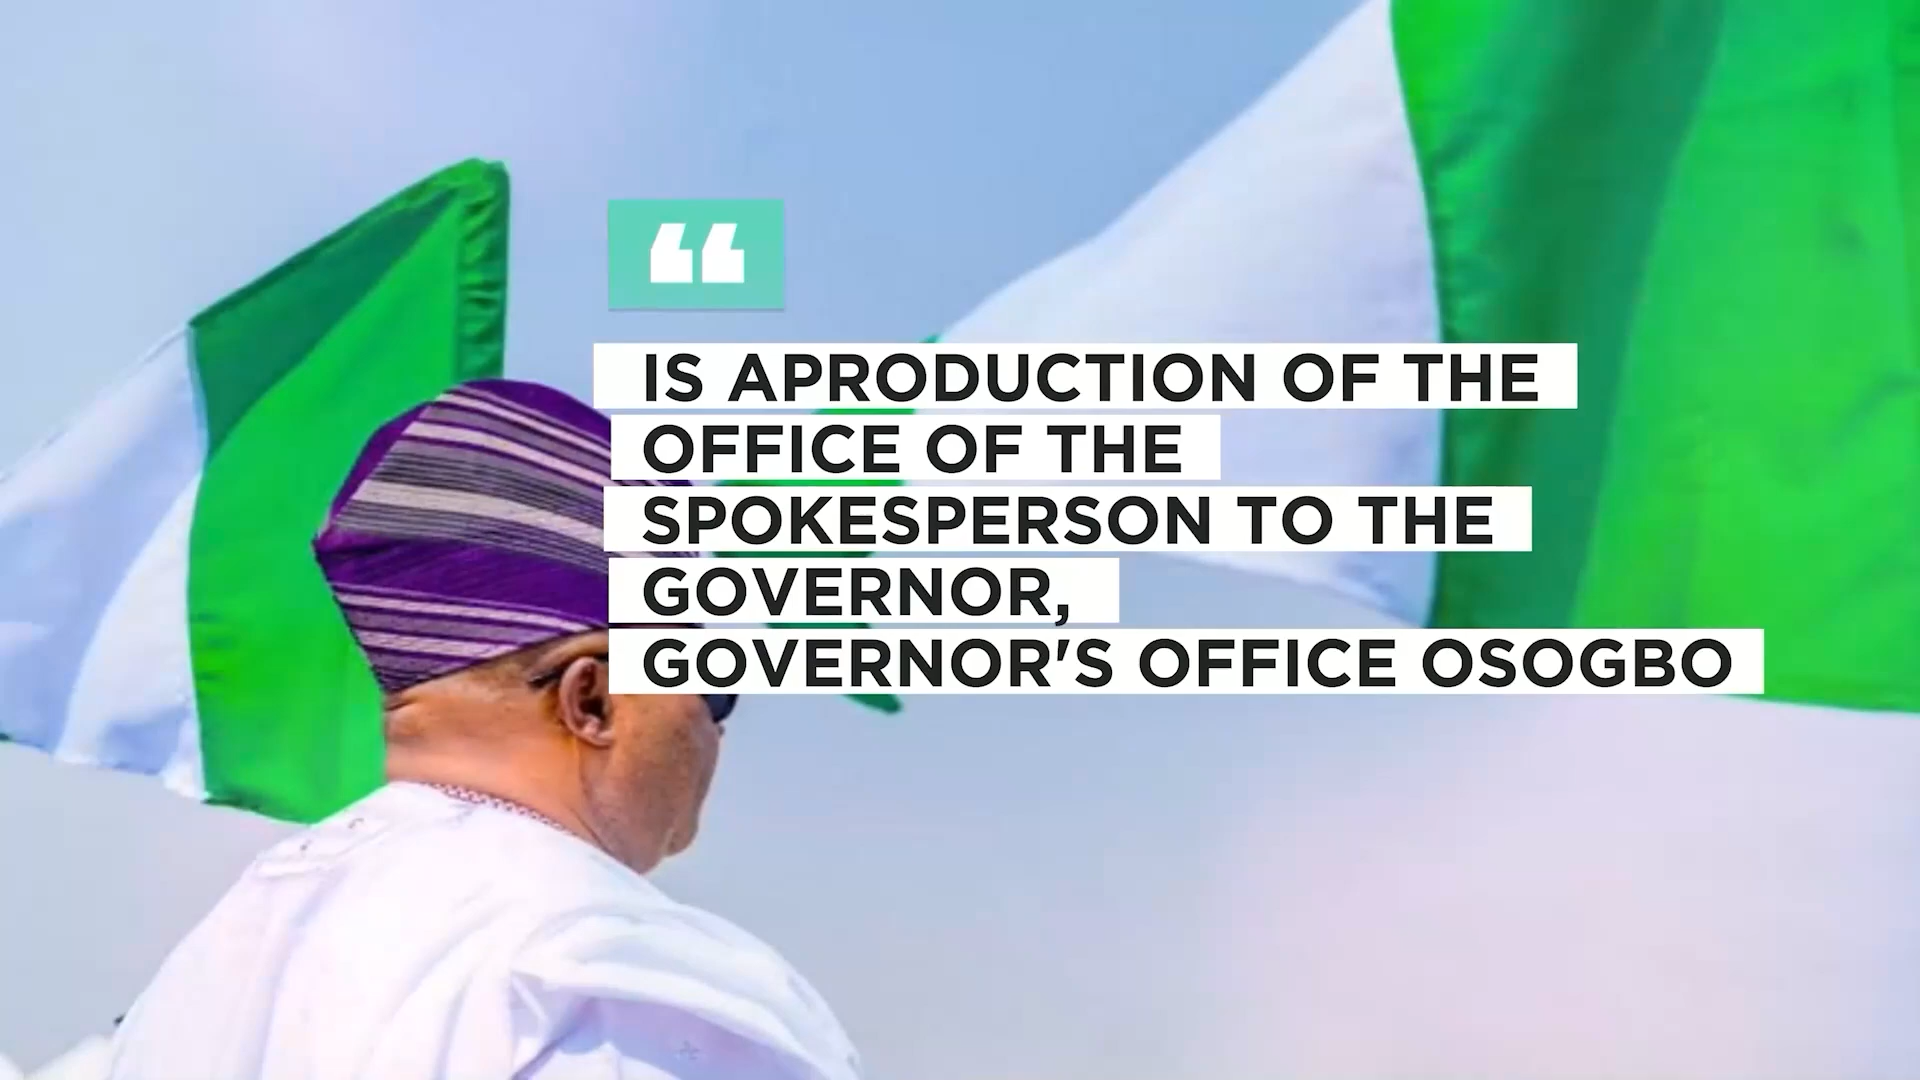 “
IS APRODUCTION OF THE
OFFICE OF THE
SPOKESPERSON TO THE
GOVERNOR,
GOVERNOR'S OFFICE OSOGBO